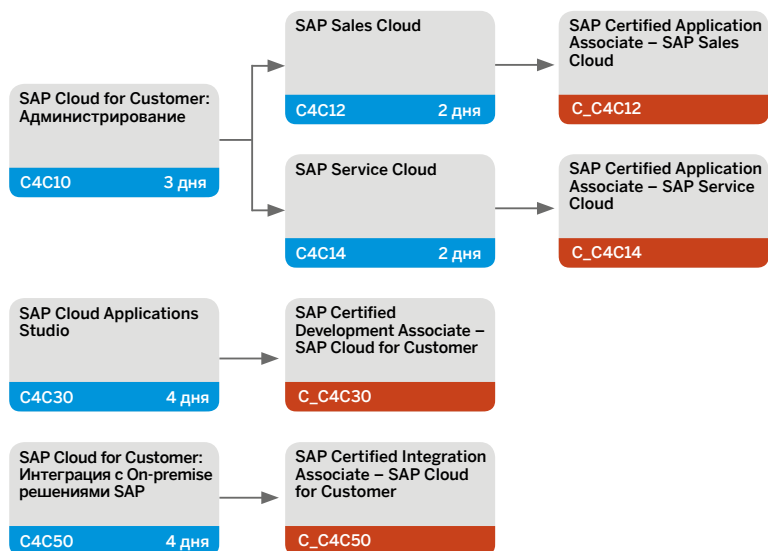 SAP Cloud for Customer:
Администрирование
C4C10 3 дня
SAP Sales Cloud
C4C12 2 дня
SAP Certified Application
Associate – SAP Sales
Cloud
C_C4C12
SAP Service Cloud
C4C14 2 дня
SAP Certified Application
Associate – SAP Service
Cloud
C_C4C14
SAP Cloud Applications
Studio
C4C30 4 дня
SAP Certified
Development Associate –
SAP Cloud for Customer
C_C4C30
SAP Cloud for Customer:
Интеграция с On-premise
решениями SAP
C4C50 4 дня
SAP Certified Integration
Associate – SAP Cloud
for Customer
C_C4C50